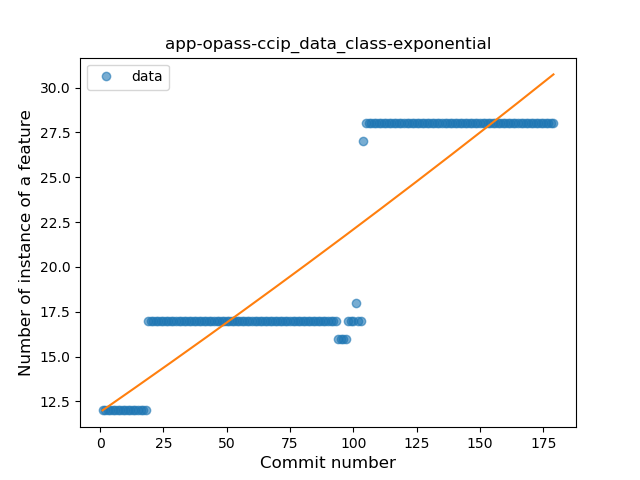 app-opass-ccip_data_class-exponential
data
Number of instance of a feature
30.0
27.5
25.0
22.5
20.0
17.5
15.0
12.5
0 25 50 75 100 125 150 175
Commit number